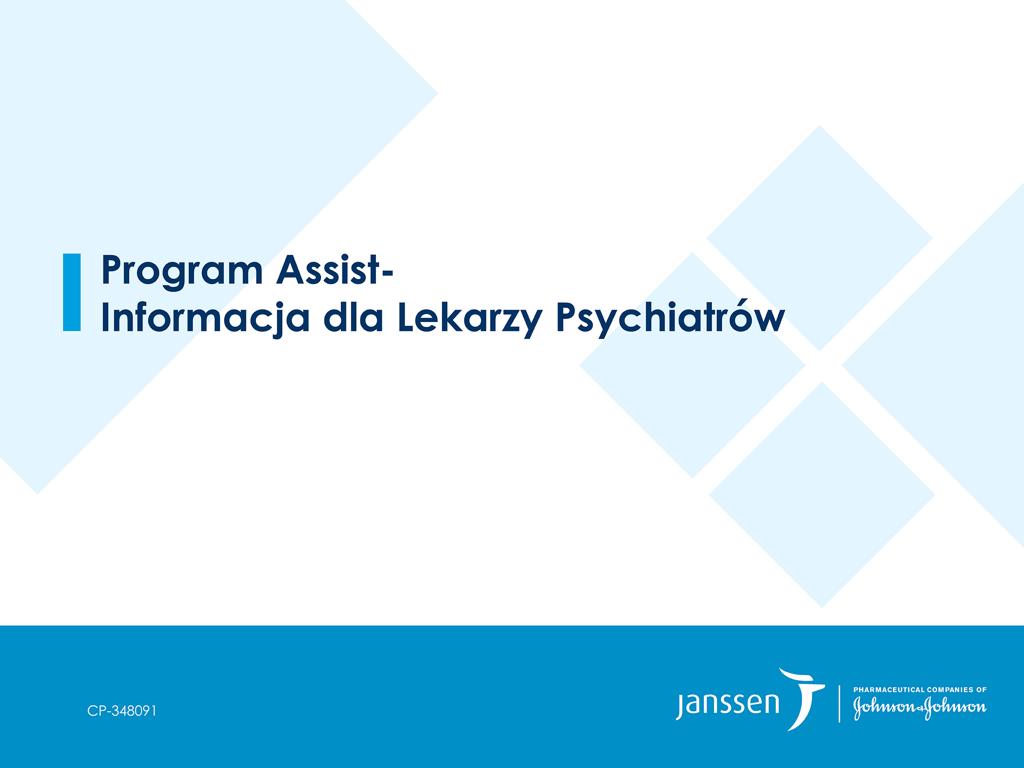 Program Assist-
Informacja dla Lekarzy Psychiatrów
CP-348091
janssen
PHARMACEUTICAL COMPANIES OF
Johnson & Johnson